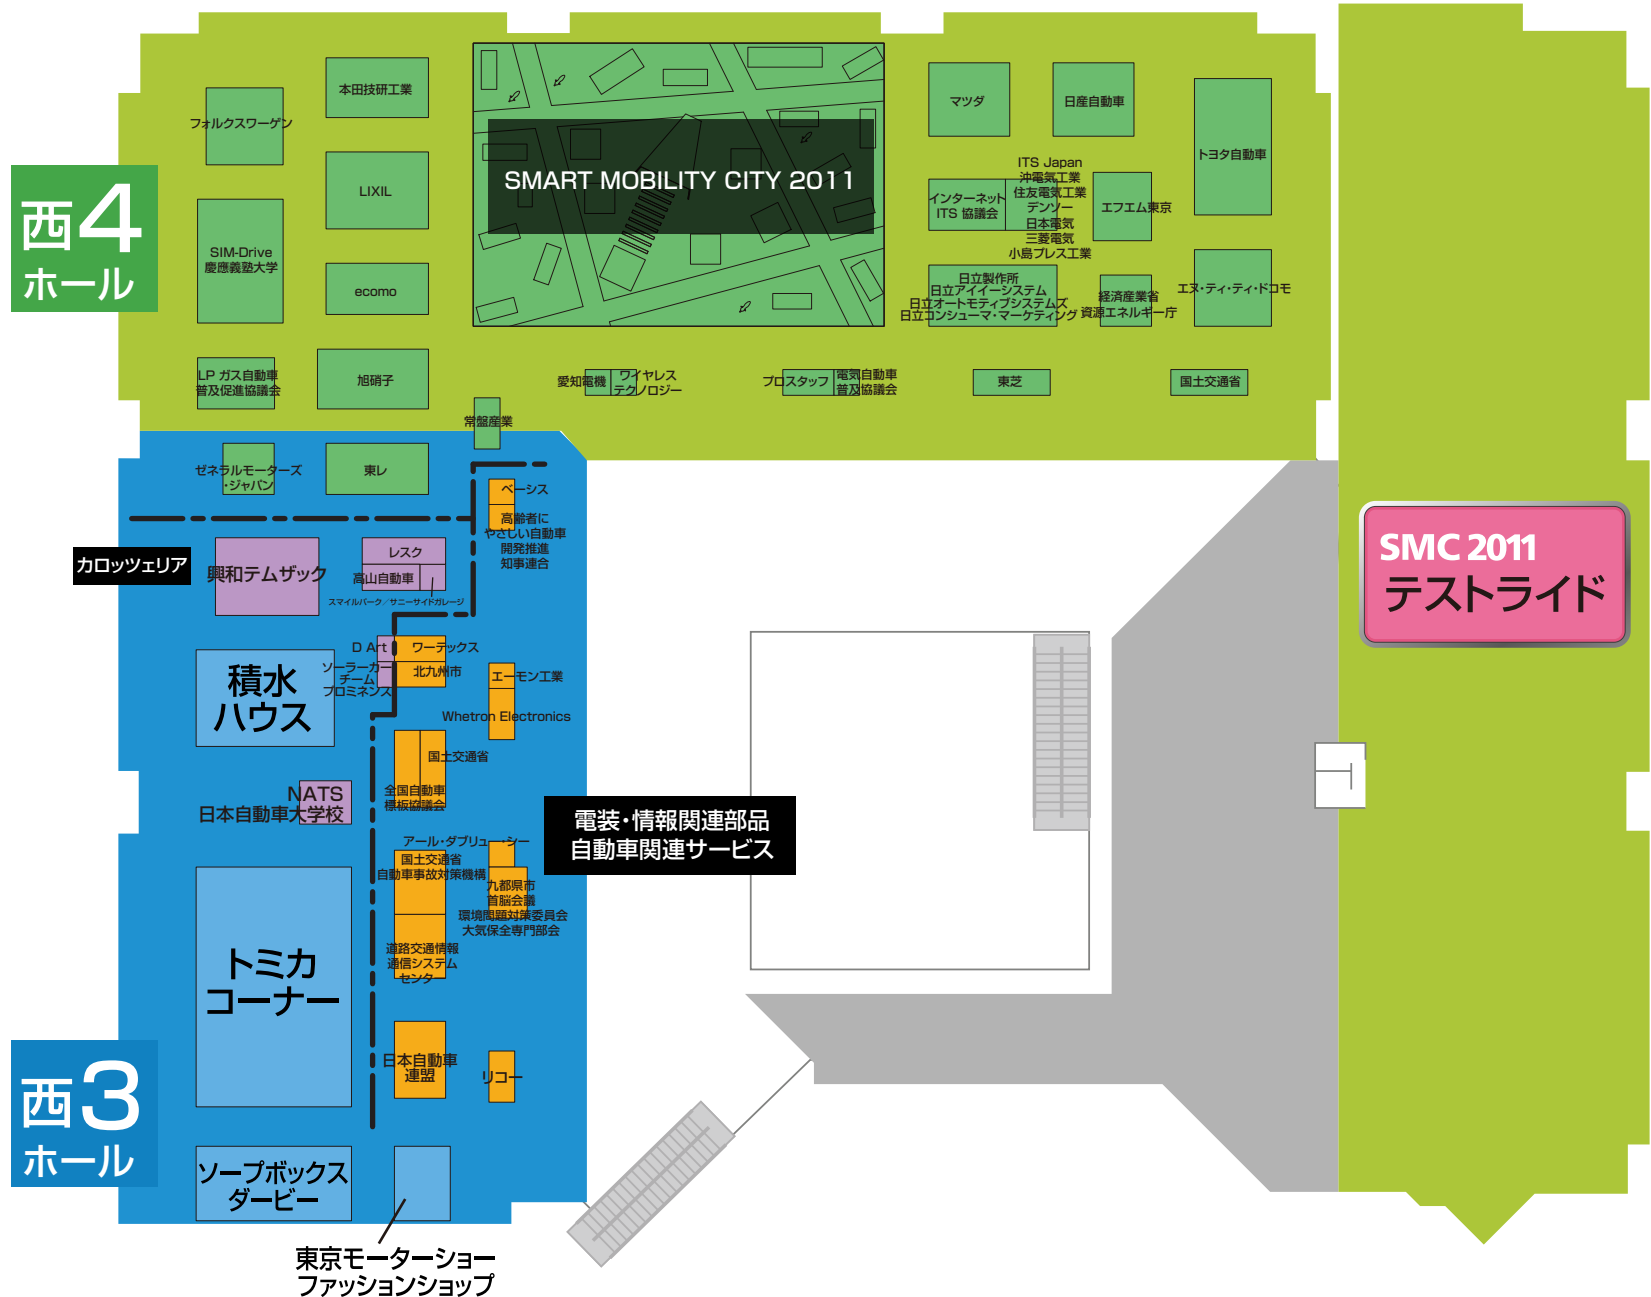 西4
ホール
フォルクスワーゲン
本田技研工業
LIXIL
SIM-Drive
慶應義塾大学
ecomo
LP ガス自動車
普及促進協議会
旭硝子
常盤産業
ゼネラルモーターズ
・ジャパン
東レ
SMART MOBILITY CITY 2011
愛知電機
ワイヤレス
テクノロジー
プロスタッフ
電気自動車
普及協議会
東芝
国土交通省
マツダ
日産自動車
トヨタ自動車
インターネット
ITS 協議会
ITS Japan
沖電気工業
住友電気工業
デンソー
日本電気
三菱電気
小島プレス工業
エフエム東京
日立製作所
日立アイイーシステム
日立オートモティブシステムズ
日立コンシューマ・マーケティング
経済産業省
資源エネルギー庁
エヌ・ティ・ティ・ドコモ
SMC 2011
テストライド
カロッツェリア
興和テムザック
レスク
高山自動車
スマイルパーク／サニーサイドガレージ
ベーシス
高齢者に
やさしい自動車
開発推進
知事連合
D Art
ソーラーカー
チーム
プロミネンス
ワーテックス
北九州市
エーモン工業
Whetron Electronics
積水
ハウス
国土交通省
全国自動車
標板協議会
NATS
日本自動車大学校
電装・情報関連部品
自動車関連サービス
アール・ダブリュー・シー
国土交通省
自動車事故対策機構
九都県市
首脳会議
環境問題対策委員会
大気保全専門部会
道路交通情報
通信システム
センター
トミカ
コーナー
日本自動車
連盟
リコー
西3
ホール
ソープボックス
ダービー
東京モーターショー
ファッションショップ